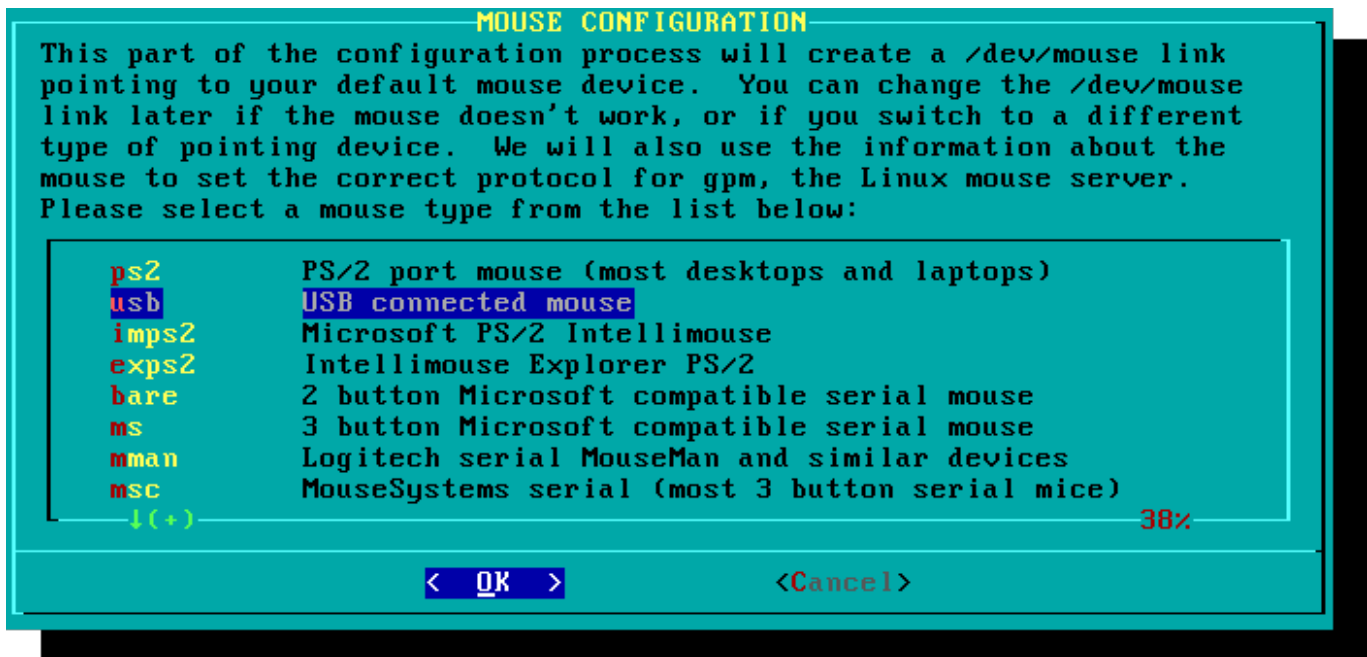 MOUSE CONFIGURATION
This part of the configuration process will create a /dev/mouse link
pointing to your default mouse device.  You can change the /dev/mouse
link later if the mouse doesn't work, or if you switch to a different
type of pointing device.  We will also use the information about the
mouse to set the correct protocol for gpm, the Linux mouse server.
Please select a mouse type from the list below:
ps2 PS/2 port mouse (most desktops and laptops)
usb USB connected mouse
imps2 Microsoft PS/2 Intellimouse
exps2 Intellimouse Explorer PS/2
bare 2 button Microsoft compatible serial mouse
ms 3 button Microsoft compatible serial mouse
mman Logitech serial MouseMan and similar devices
msc MouseSystems serial (most 3 button serial mice)
↓(+) 38%
< OK > <Cancel>